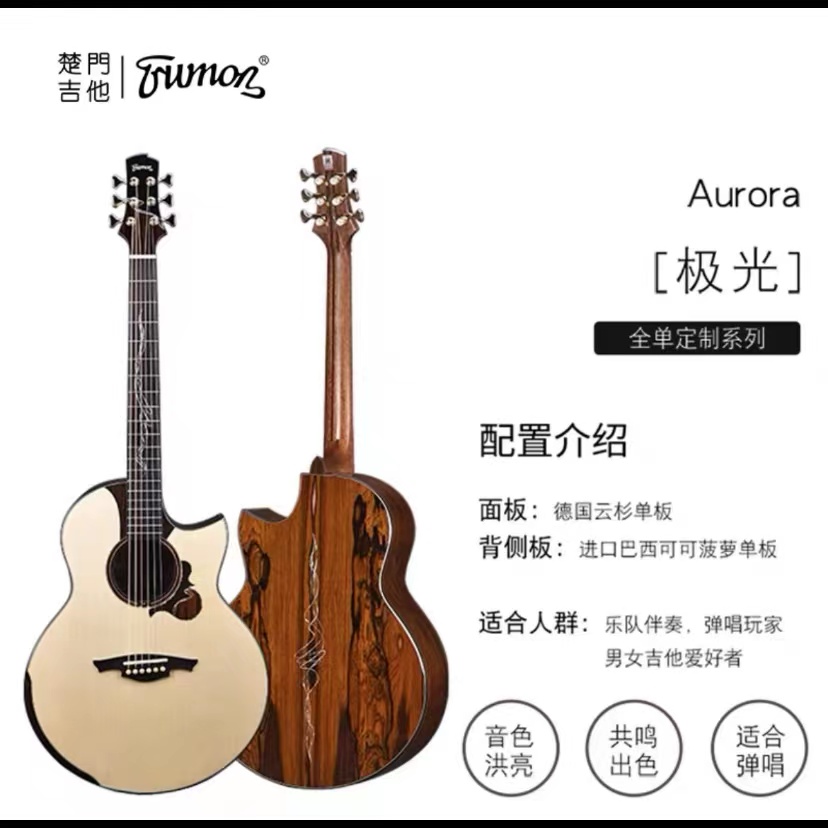 楚門
吉他
Trumon®
Trumon
Aurora
[极光]
全单定制系列
配置介绍
面板：德国云杉单板
背侧板：进口巴西可可菠萝单板
适合人群：乐队伴奏，弹唱玩家
男女吉他爱好者
音色
洪亮
共鸣
出色
适合
弹唱